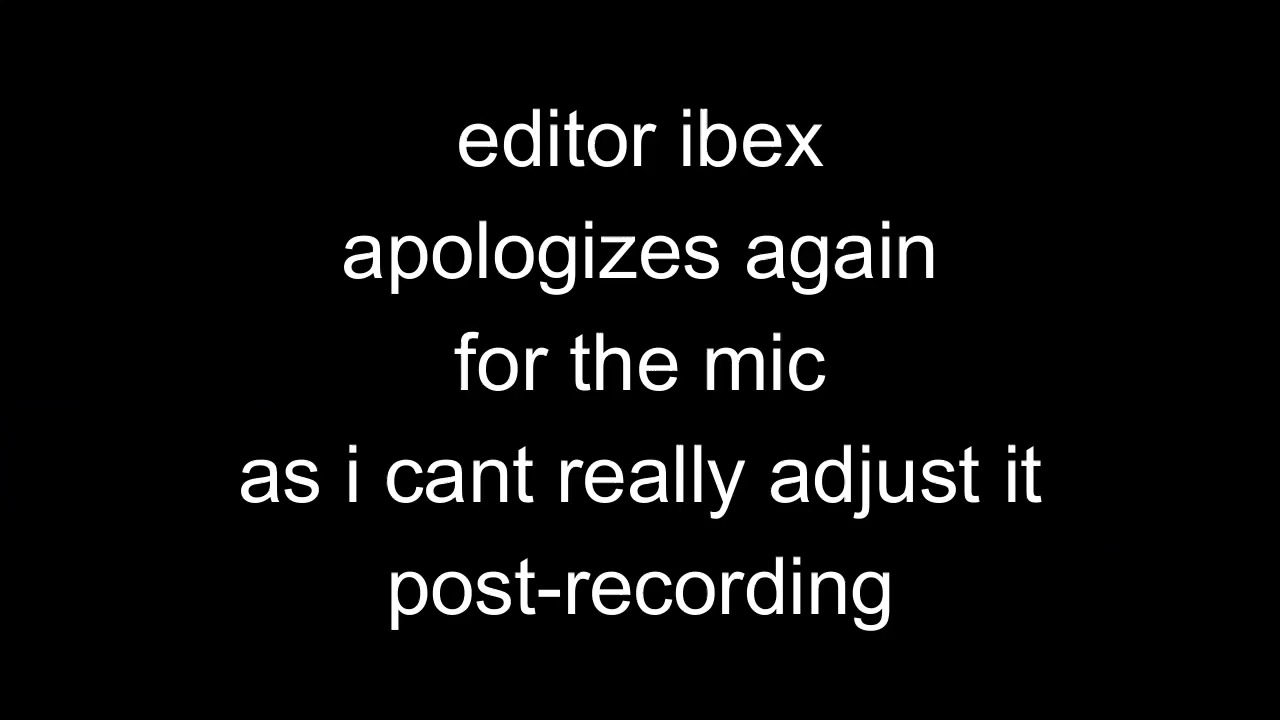 editor ibex
apologizes again
for the mic
as i cant really adjust it
post-recording